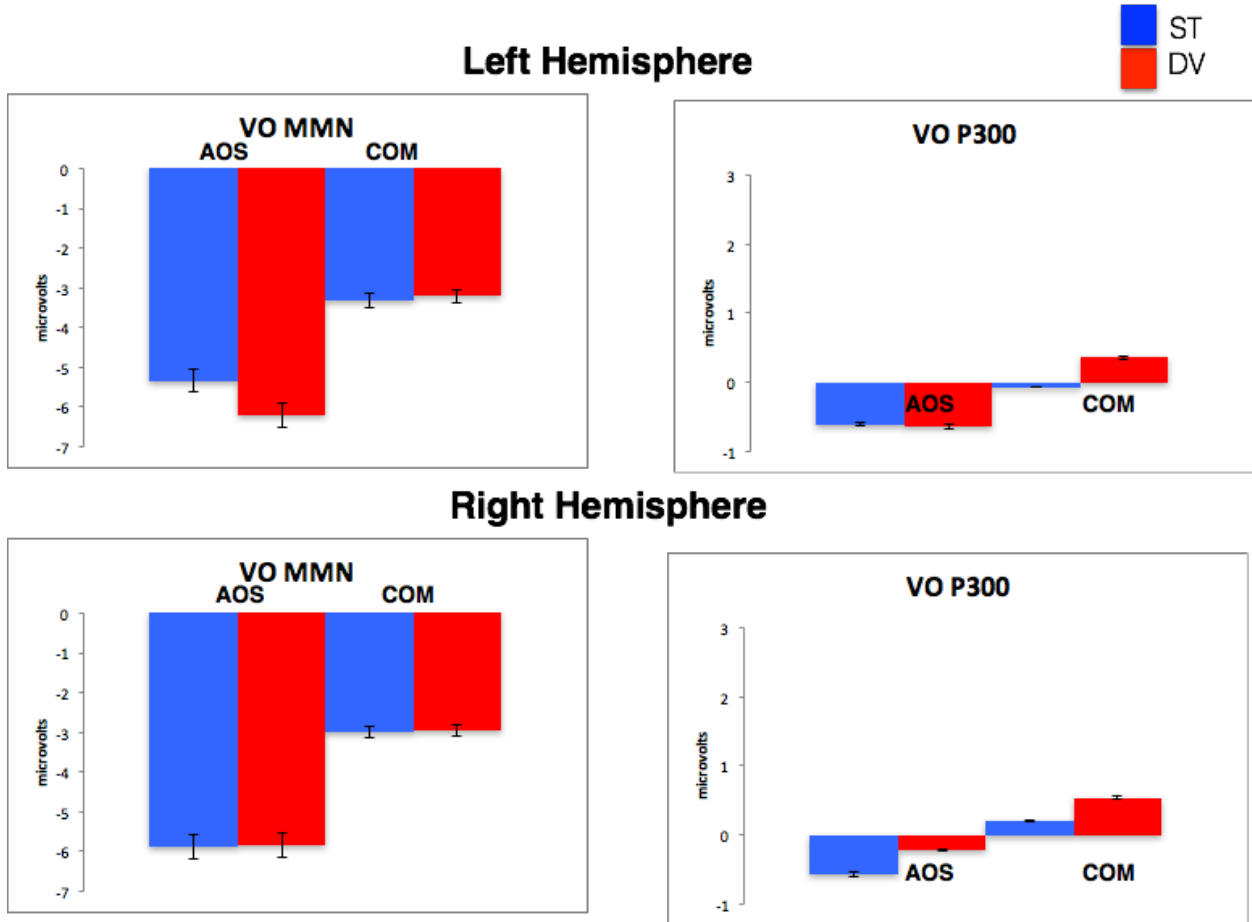 ST
DV
Left Hemisphere
VO MMN
AOS COM
0
-1
-2
-3
-4
-5
-6
-7
microvolts
VO P300
3
2
1
0
-1
microvolts
AOS COM
Right Hemisphere
VO MMN
AOS COM
0
-1
-2
-3
-4
-5
-6
-7
microvolts
VO P300
3
2
1
0
-1
microvolts
AOS COM